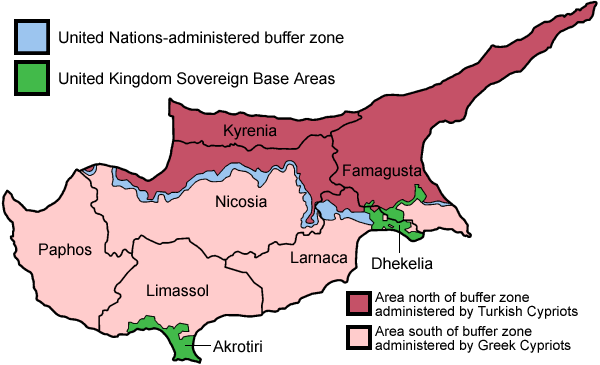 United Nations-administered buffer zone
United Kingdom Sovereign Base Areas
Kyrenia
Famagusta
Nicosia
Paphos
Larnaca
Dhekelia
Limassol
Akrotiri
Area north of buffer zone
administered by Turkish Cypriots
Area south of buffer zone
administered by Greek Cypriots